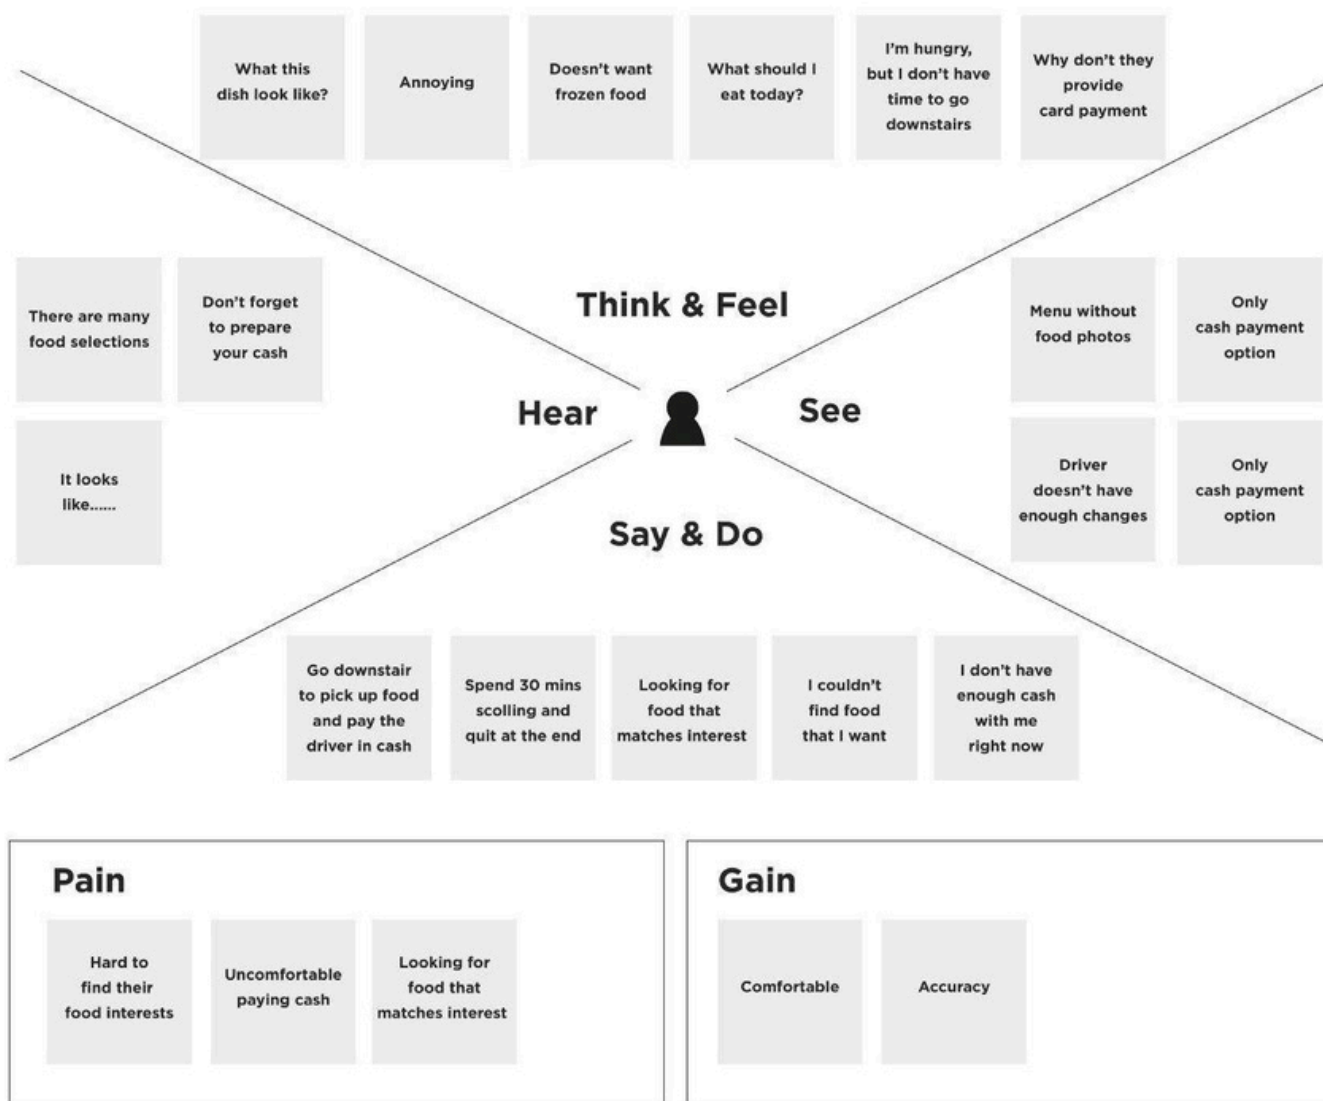 What this
dish look like?
Annoying
Doesn't want
frozen food
What should I
eat today?
I'm hungry,
but I don't have
time to go
downstairs
Why don't they
provide
card payment
Think & Feel
There are many
food selections
Don't forget
to prepare
your cash
It looks
like......
Hear
See
Menu without
food photos
Only
cash payment
option
Driver
doesn't have
enough changes
Only
cash payment
option
Say & Do
Go downstair
to pick up food
and pay the
driver in cash
Spend 30 mins
scolling and
quit at the end
Looking for
food that
matches interest
I couldn't
find food
that I want
I don't have
enough cash
with me
right now
Pain
Hard to
find their
food interests
Uncomfortable
paying cash
Looking for
food that
matches interest
Gain
Comfortable
Accuracy